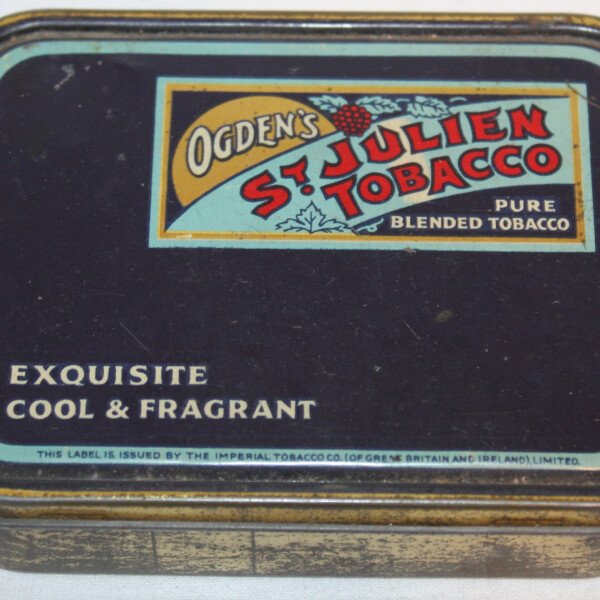 OGDEN'S
ST. JULIEN
TOBACCO
PURE
BLENDED TOBACCO
EXQUISITE
COOL & FRAGRANT
THIS LABEL IS ISSUED BY THE IMPERIAL TOBACCO CO. (OF GREAT BRITAIN AND IRELAND), LIMITED.